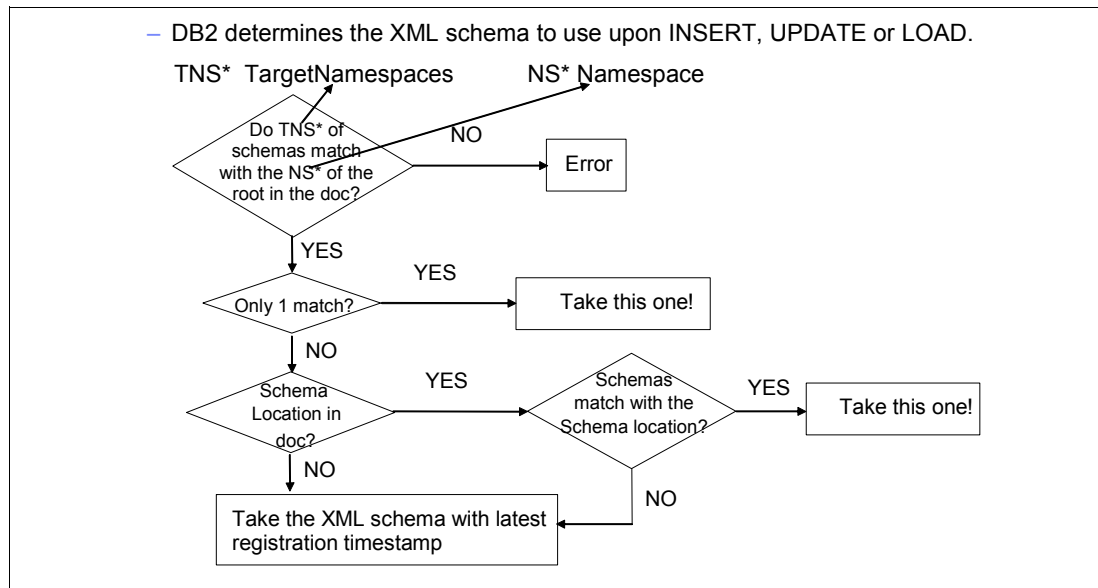 – DB2 determines the XML schema to use upon INSERT, UPDATE or LOAD.
TNS* TargetNamespaces
NS* Namespace
Do TNS* of
schemas match
with the NS* of the
root in the doc?
NO
Error
YES
Only 1 match?
YES
Take this one!
NO
Schema
Location in
doc?
YES
Schemas
match with the
Schema location?
YES
Take this one!
NO
NO
Take the XML schema with latest
registration timestamp